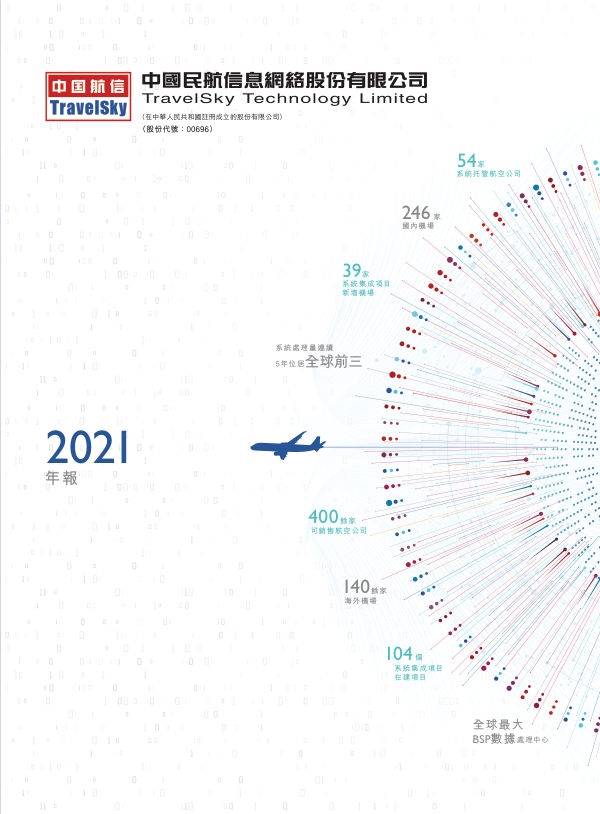 中国航信
TravelSky
中國民航信息網絡股份有限公司
TravelSky Technology Limited
(在中華人民共和國註冊成立的股份有限公司)
(股份代號：00696)
54家
系統托管航空公司
246家
國內機場
39家
系統集成項目
新增機場
系統處理量連續
5年位居全球前三
2021
年報
400餘家
可銷售航空公司
140餘家
海外機場
104個
系統集成項目
在建項目
全球最大
BSP數據處理中心